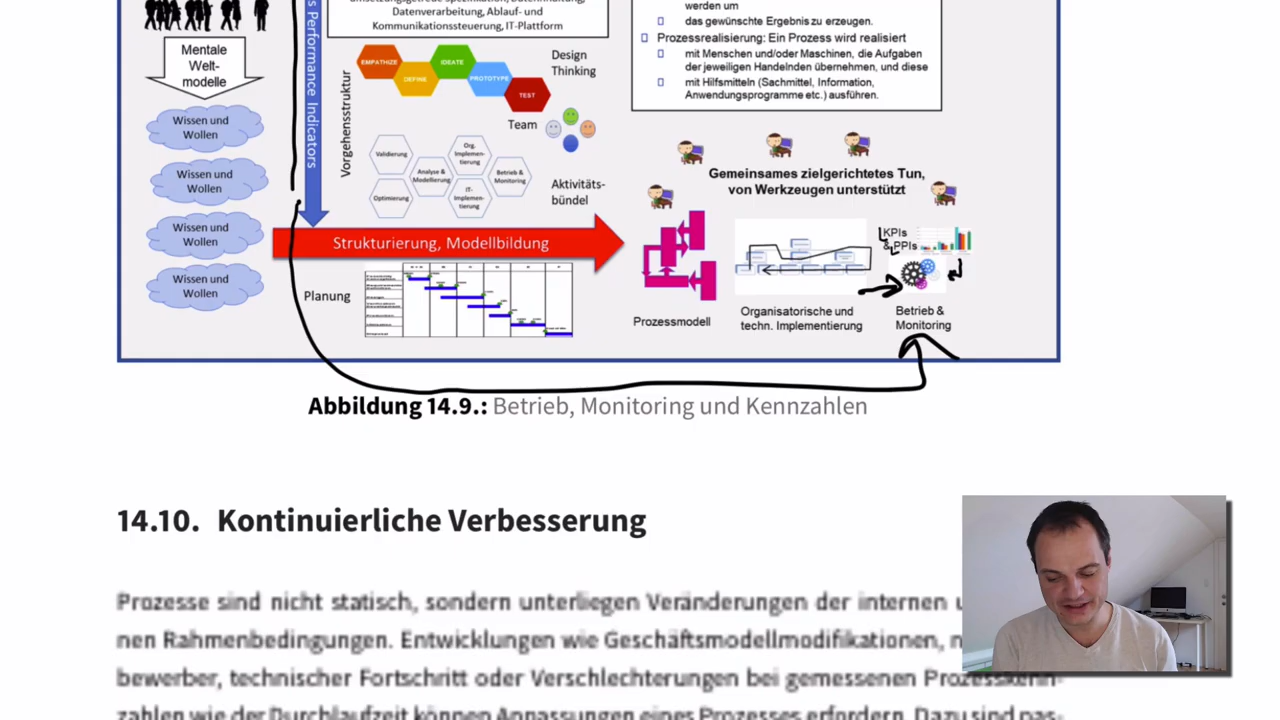 Umsetzungsgetriebene Spezifikation, Datenhaltung,
Datenverarbeitung, Ablauf- und
Kommunikationssteuerung, IT-Plattform
werden um
das gewünschte Ergebnis zu erzeugen.
Prozessrealisierung: Ein Prozess wird realisiert
mit Menschen und/oder Maschinen, die Aufgaben
der jeweiligen Handelnden übernehmen, und diese
mit Hilfsmitteln (Sachmittel, Information,
Anwendungsprogramme etc.) ausführen.
Mentale
Welt-
modelle
Wissen und
Wollen
Wissen und
Wollen
Wissen und
Wollen
Wissen und
Wollen
s Performance Indicators
Vorgehensstruktur
EMPATHIZE
DEFINE
IDEATE
PROTOTYPE
TEST
Design
Thinking
Team
Validierung
Optimierung
Analyse &
Modellierung
Org.
Implemen-
tierung
IT-
Implemen-
tierung
Betrieb &
Monitoring
Aktivitäts-
bündel
Strukturierung, Modellbildung
Planung
Gemeinsames zielgerichtetes Tun,
von Werkzeugen unterstützt
KPIs
& PPIs
Prozessmodell
Organisatorische und
techn. Implementierung
Betrieb &
Monitoring
Abbildung 14.9.: Betrieb, Monitoring und Kennzahlen
14.10. Kontinuierliche Verbesserung
Prozesse sind nicht statisch, sondern unterliegen Veränderungen der internen
nen Rahmenbedingungen. Entwicklungen wie Geschäftsmodellmodifikationen, n
bewerber, technischer Fortschritt oder Verschlechterungen bei gemessenen Prozesskenn-
zahlen wie der Durchlaufzeit können Anpassungen eines Prozesses erfordern. Dazu sind pas-